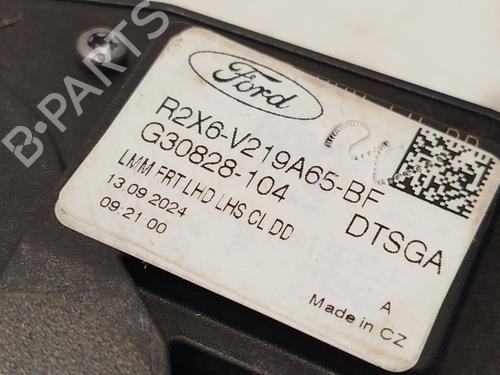 Ford
R2X6-V219A65-BF
G30828-104
LMM FRT LHD LHS CL DD
13.09.2024
09:21:00
DTSGA
A
Made in CZ
B-PARTS